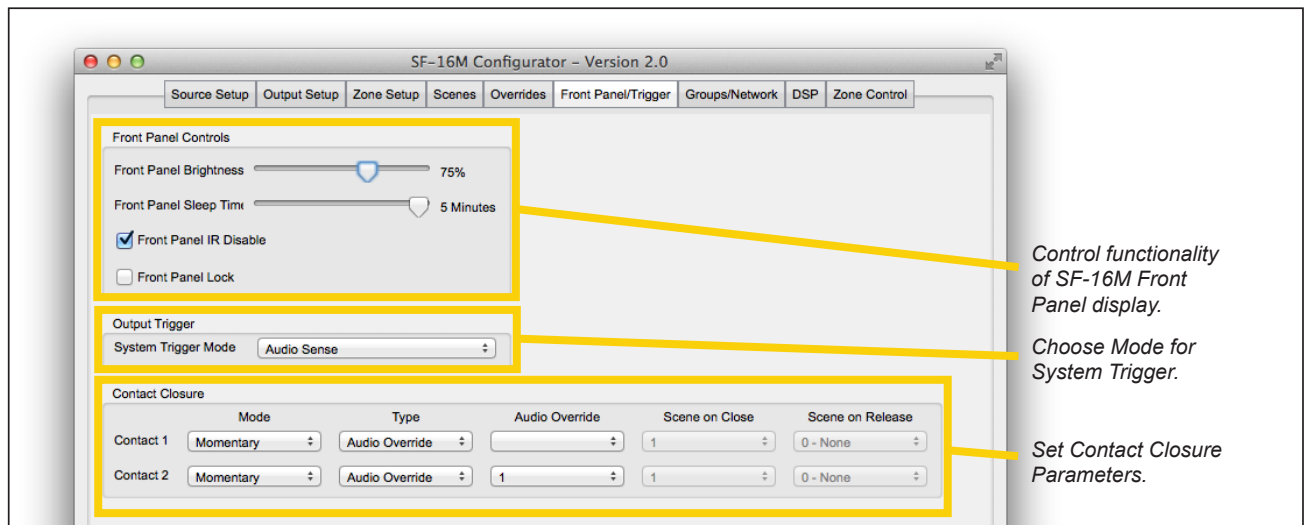 SF-16M Configurator – Version 2.0
Source Setup Output Setup Zone Setup Scenes Overrides Front Panel/Trigger Groups/Network DSP Zone Control
Front Panel Controls
Front Panel Brightness 75%
Front Panel Sleep Time 5 Minutes
Front Panel IR Disable
Front Panel Lock
Control functionality
of SF-16M Front
Panel display.
Output Trigger
System Trigger Mode Audio Sense
Choose Mode for
System Trigger.
Contact Closure
Mode Type Audio Override Scene on Close Scene on Release
Contact 1 Momentary Audio Override 1 0 - None
Contact 2 Momentary Audio Override 1 1 0 - None
Set Contact Closure
Parameters.